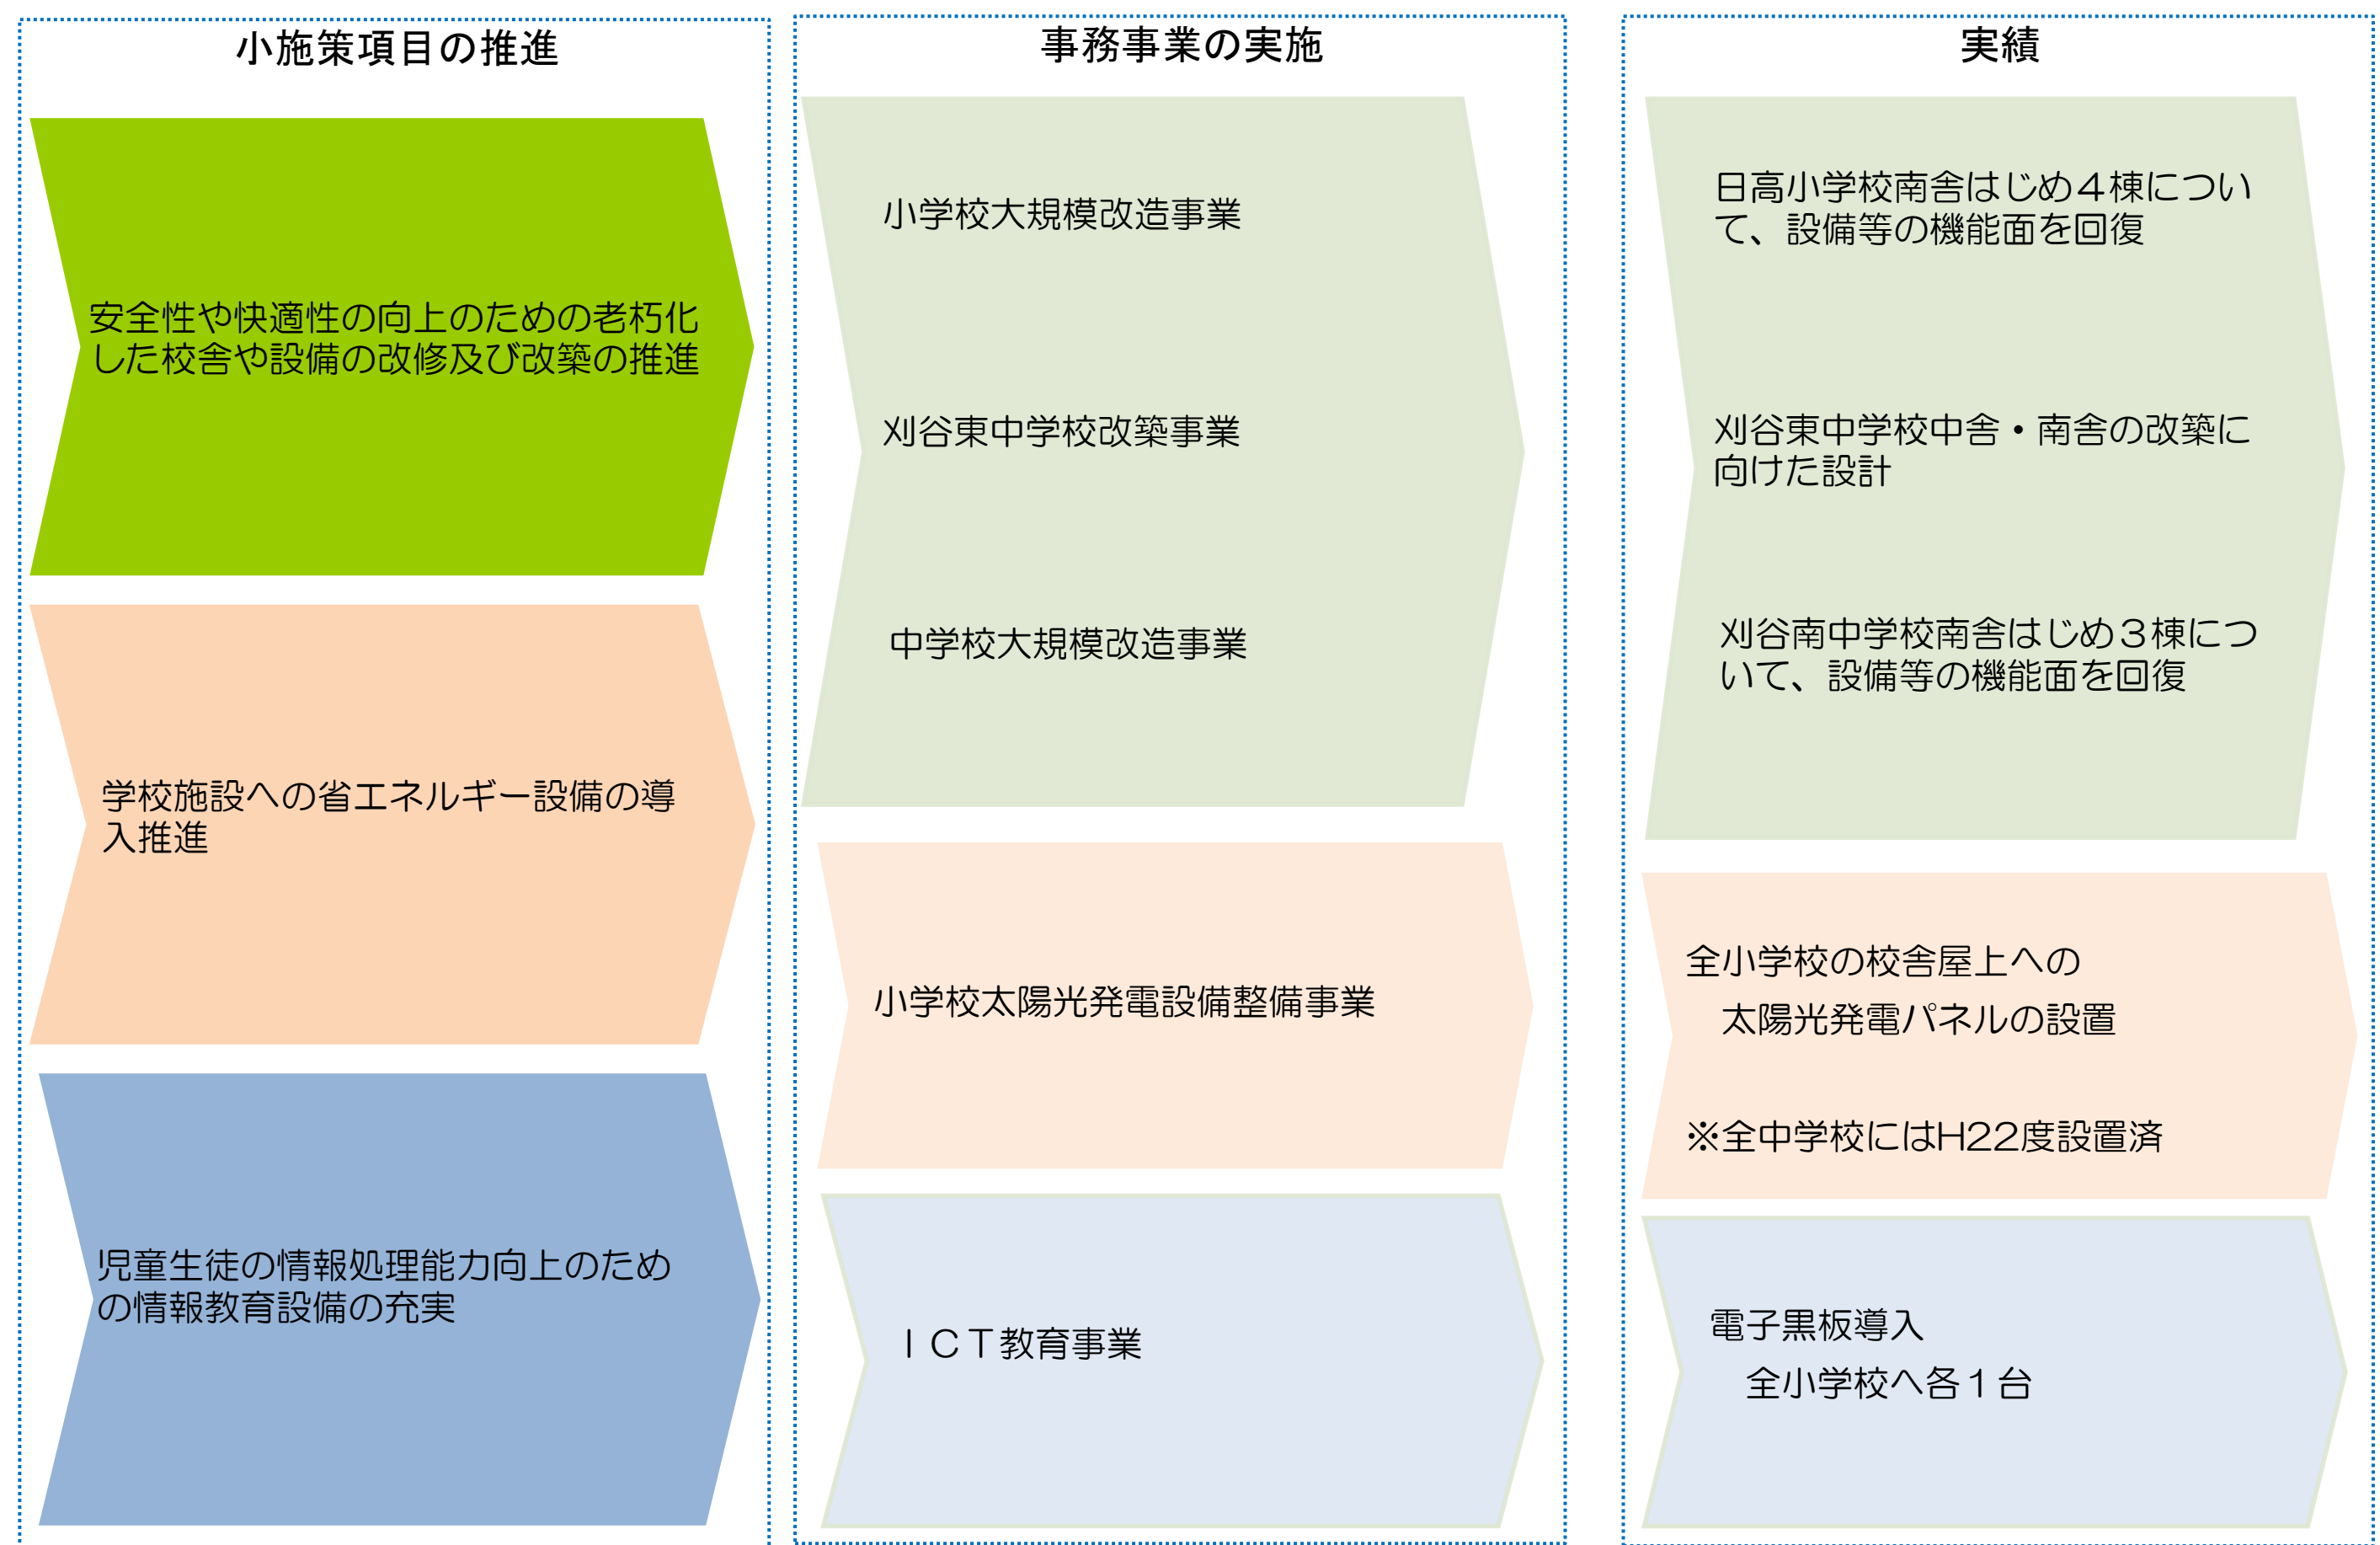 小施策項目の推進
安全性や快適性の向上のための老朽化
した校舎や設備の改修及び改築の推進
学校施設への省エネルギー設備の導
入推進
児童生徒の情報処理能力向上のため
の情報教育設備の充実
事務事業の実施
小学校大規模改造事業
刈谷東中学校改築事業
中学校大規模改造事業
小学校太陽光発電設備整備事業
ＩＣＴ教育事業
実績
日高小学校南舎はじめ４棟につい
て、設備等の機能面を回復
刈谷東中学校中舎・南舎の改築に
向けた設計
刈谷南中学校南舎はじめ３棟につ
いて、設備等の機能面を回復
全小学校の校舎屋上への
太陽光発電パネルの設置
※全中学校にはH22度設置済
電子黒板導入
全小学校へ各１台